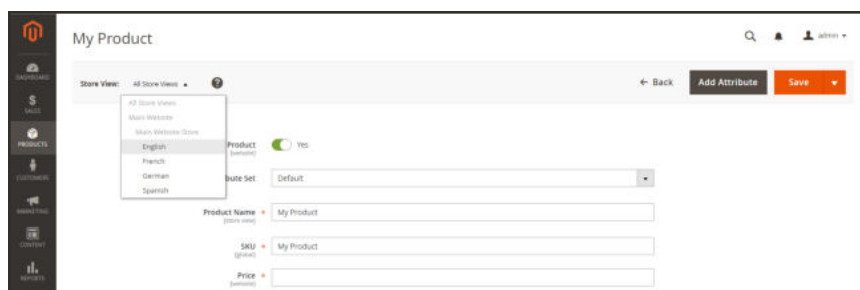 My Product
admin
DASHBOARD
Store View: All Store Views
Back
Add Attribute
Save
SALES
All Store Views
Main Website
Main Website Store
PRODUCTS
English
Product
[website]
Yes
French
German
CUSTOMERS
bute Set
Default
Spanish
MARKETING
Product Name *
[store view]
My Product
CONTENT
SKU *
[global]
My Product
REPORTS
Price *
[website]